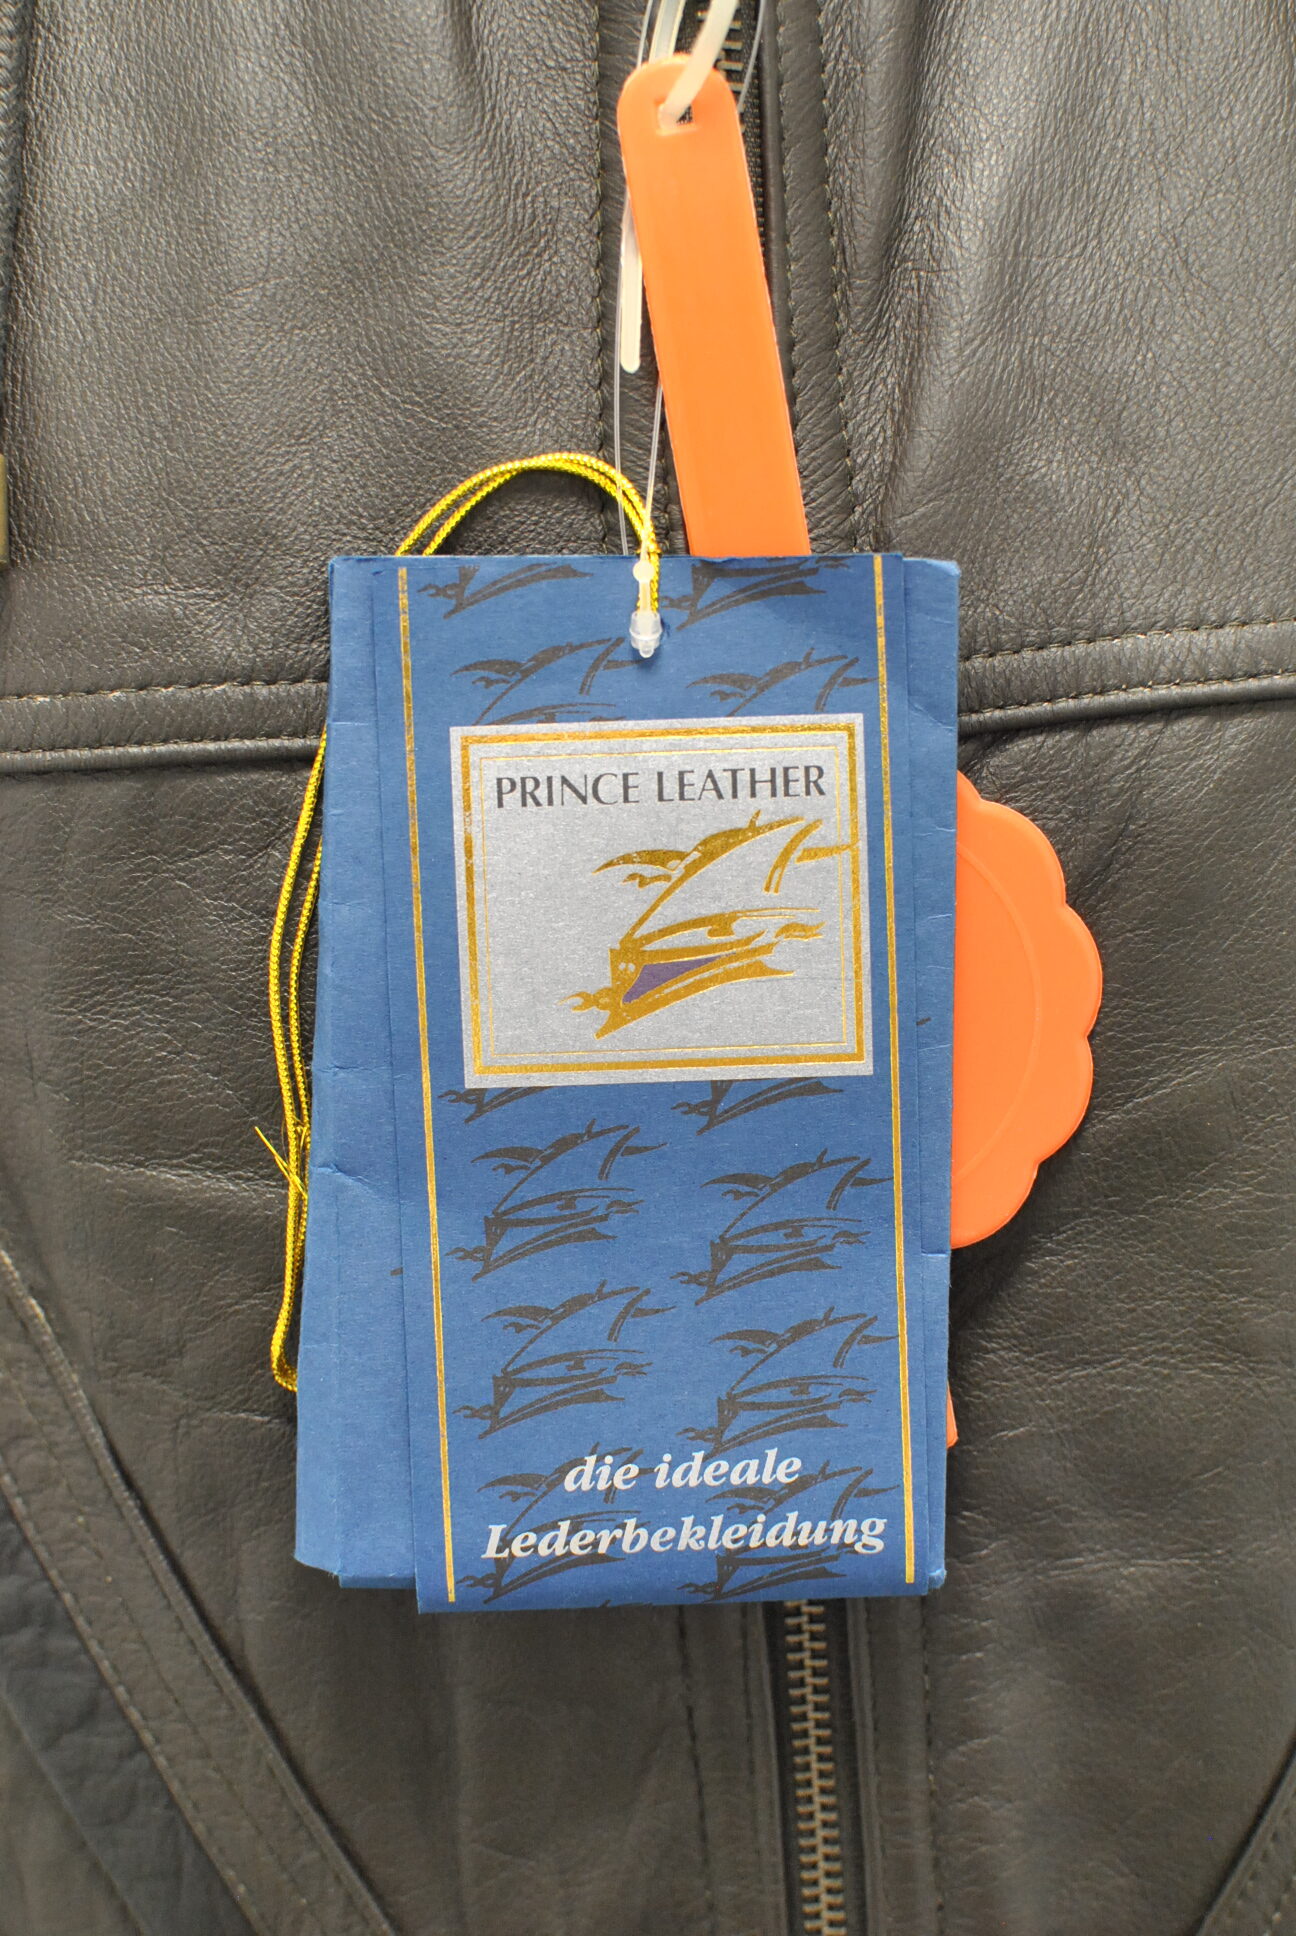 PRINCE LEATHER
die ideale
Lederbekleidung